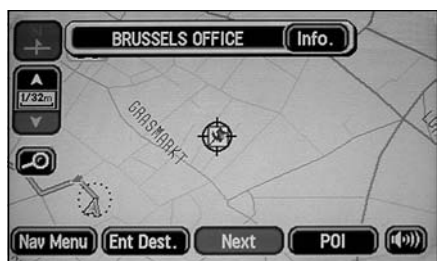 N
BRUSSELS OFFICE
Info.
1/32m
GRASMARKT
Nav Menu
Ent Dest.
Next
POI